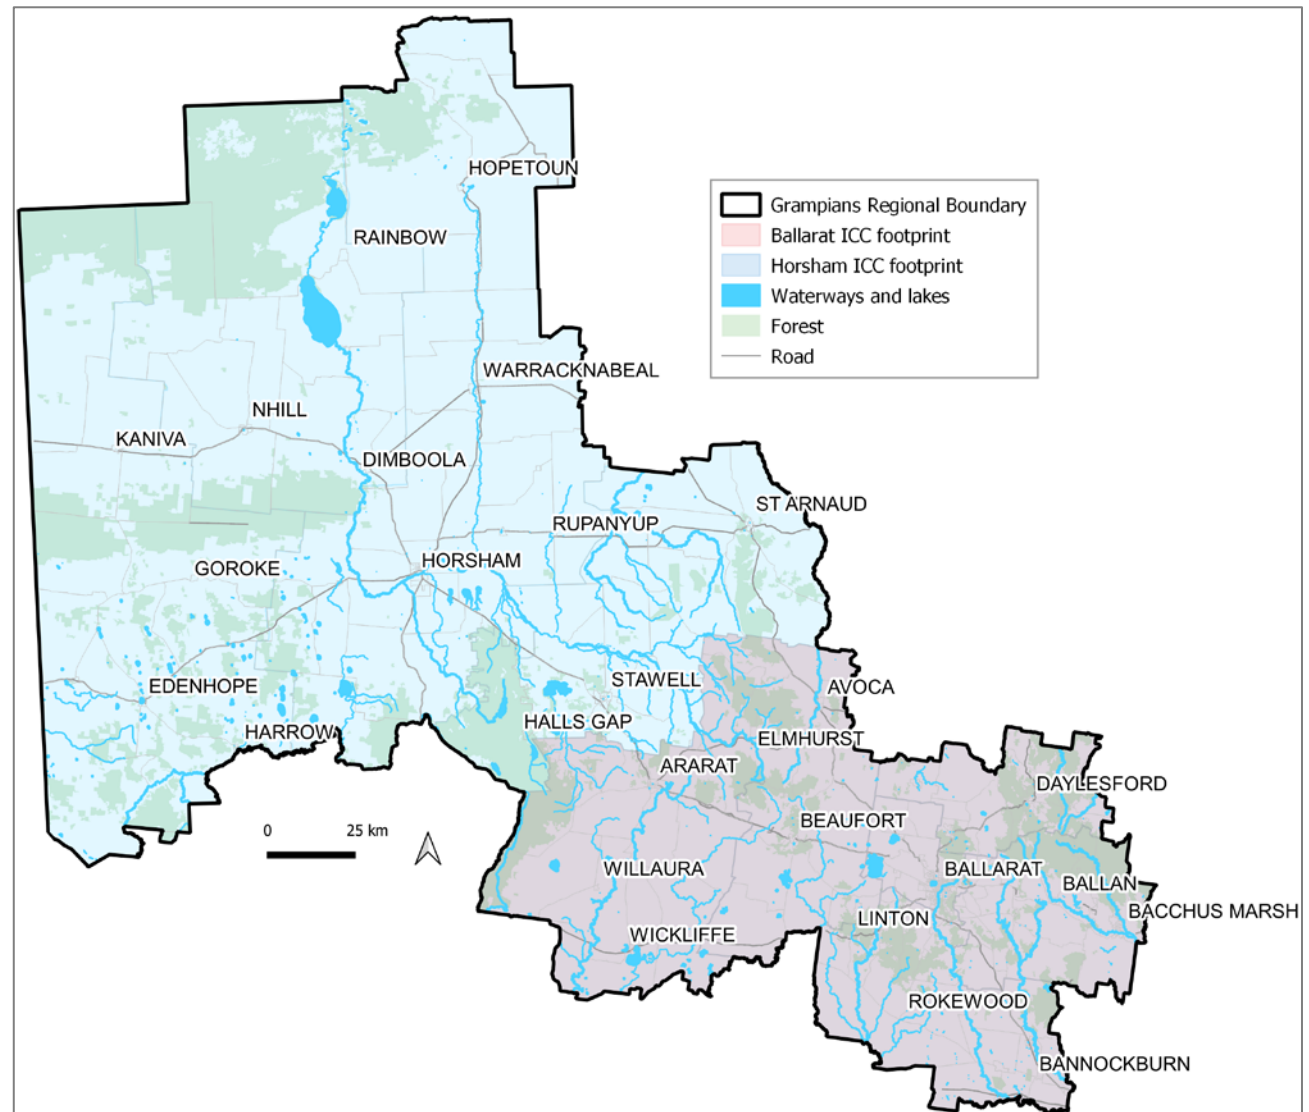 HOPETOUN
Grampians Regional Boundary
Ballarat ICC footprint
Horsham ICC footprint
Waterways and lakes
Forest
Road
RAINBOW
WARRACKNABEAL
NHILL
KANIVA
DIMBOOLA
ST ARNAUD
RUPANYUP
HORSHAM
GOROKE
STAWELL
EDENHOPE
AVOCA
HALLS GAP
HARROW
ELMHURST
ARARAT
DAYLESFORD
BEAUFORT
0 25 km
WILLAURA
BALLARAT
BALLAN
BACCHUS MARSH
LINTON
WICKLIFFE
ROKEWOOD
BANNOCKBURN